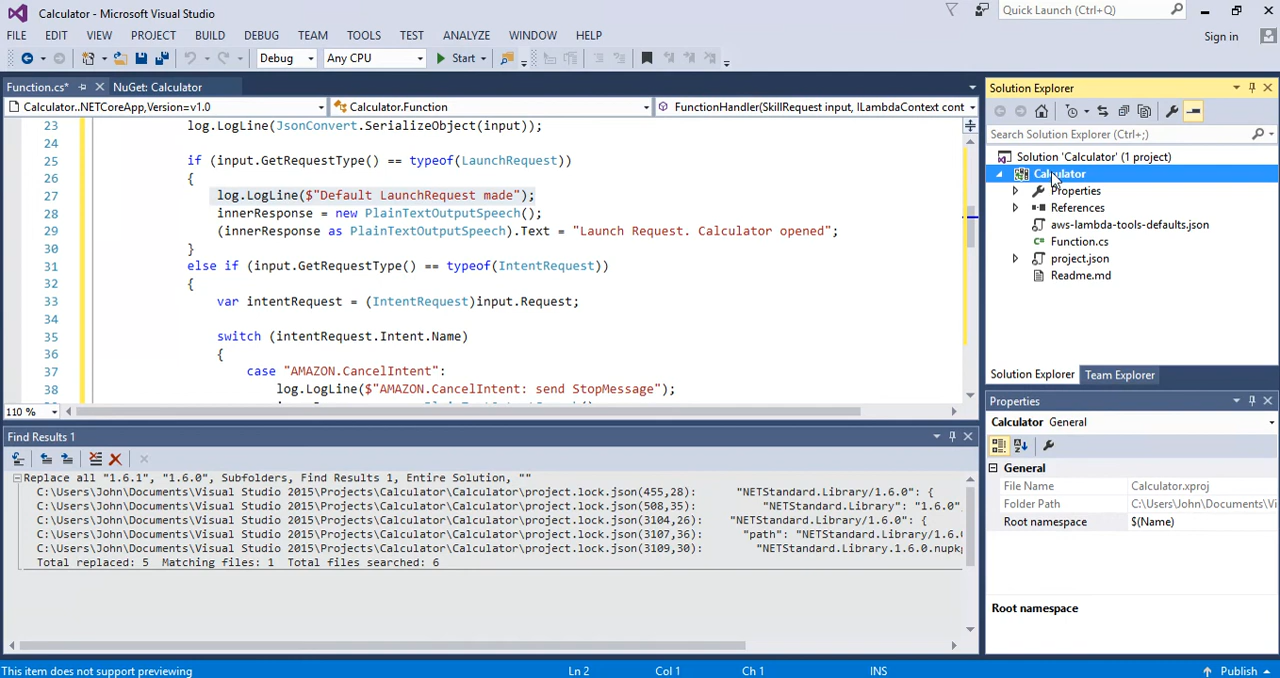 Calculator - Microsoft Visual Studio
Quick Launch (Ctrl+Q)
FILE EDIT VIEW PROJECT BUILD DEBUG TEAM TOOLS TEST ANALYZE WINDOW HELP
Sign in
Debug Any CPU Start
Function.cs* NuGet: Calculator
Calculator..NETCoreApp,Version=v1.0 Calculator.Function FunctionHandler(SkillRequest input, ILambdaContext cont
23 log.LogLine(JsonConvert.SerializeObject(input));
24
25 if (input.GetRequestType() == typeof(LaunchRequest))
26 {
27 log.LogLine($"Default LaunchRequest made");
28 innerResponse = new PlainTextOutputSpeech();
29 (innerResponse as PlainTextOutputSpeech).Text = "Launch Request. Calculator opened";
30 }
31 else if (input.GetRequestType() == typeof(IntentRequest))
32 {
33 var intentRequest = (IntentRequest)input.Request;
34
35 switch (intentRequest.Intent.Name)
36 {
37 case "AMAZON.CancelIntent":
38 log.LogLine($"AMAZON.CancelIntent: send StopMessage");
110 %
Find Results 1
Replace all "1.6.1", "1.6.0", Subfolders, Find Results 1, Entire Solution, ""
C:\Users\John\Documents\Visual Studio 2015\Projects\Calculator\Calculator\project.lock.json(455,28): "NETStandard.Library/1.6.0": {
C:\Users\John\Documents\Visual Studio 2015\Projects\Calculator\Calculator\project.lock.json(508,35): "NETStandard.Library": "1.6.0"
C:\Users\John\Documents\Visual Studio 2015\Projects\Calculator\Calculator\project.lock.json(3104,26): "NETStandard.Library/1.6.0": {
C:\Users\John\Documents\Visual Studio 2015\Projects\Calculator\Calculator\project.lock.json(3107,36): "path": "NETStandard.Library/1.6.0
C:\Users\John\Documents\Visual Studio 2015\Projects\Calculator\Calculator\project.lock.json(3109,30): "NETStandard.Library.1.6.0.nupkg
Total replaced: 5 Matching files: 1 Total files searched: 6
Solution Explorer
Search Solution Explorer (Ctrl+;)
Solution 'Calculator' (1 project)
Calculator
Properties
References
aws-lambda-tools-defaults.json
Function.cs
project.json
Readme.md
Solution Explorer Team Explorer
Properties
Calculator General
General
File Name Calculator.xproj
Folder Path C:\Users\John\Documents\Vi
Root namespace $(Name)
Root namespace
This item does not support previewing Ln 2 Col 1 Ch 1 INS Publish